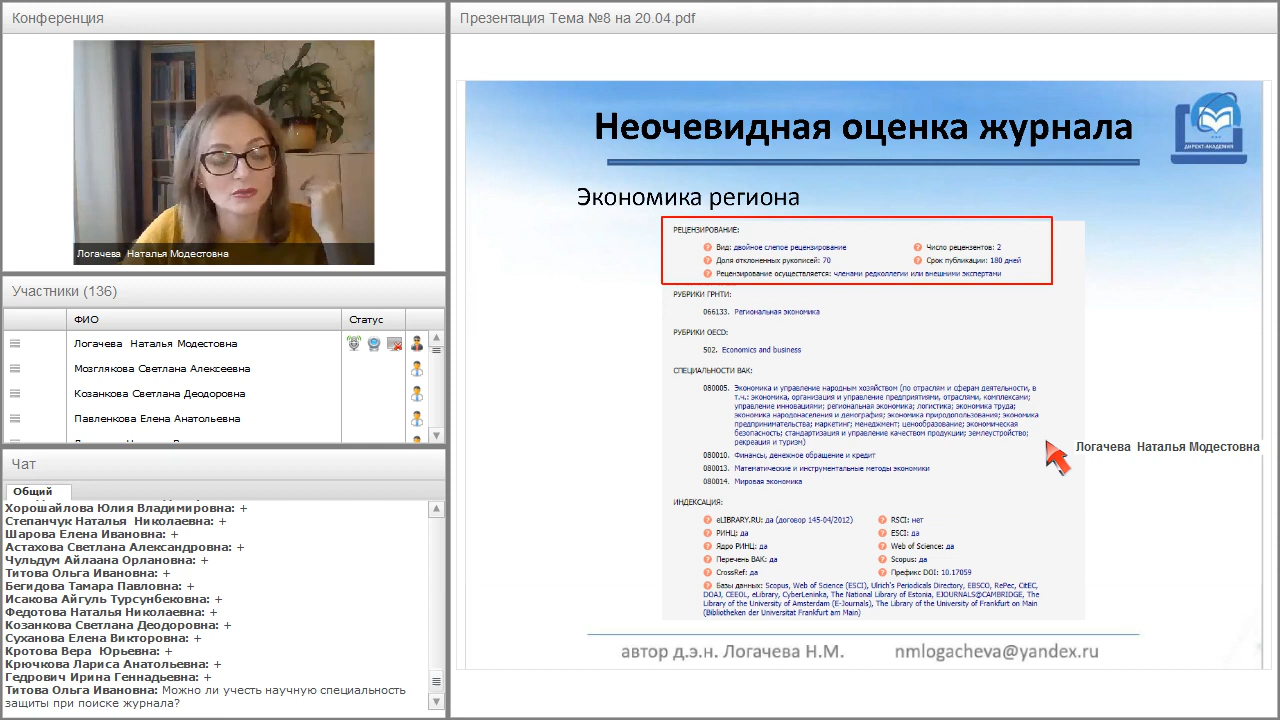 Конференция
Логачева Наталья Модестовна
Участники (136)
ФИО
Статус
Логачева Наталья Модестовна
Мозглякова Светлана Алексеевна
Козанкова Светлана Деодоровна
Павленкова Елена Анатольевна
Чат
Общий
Хорошайлова Юлия Владимировна: +
Степанчук Наталья Николаевна: +
Шарова Елена Ивановна: +
Астахова Светлана Александровна: +
Чульдум Айлаана Орлановна: +
Титова Ольга Ивановна: +
Бегидова Тамара Павловна: +
Исакова Айгуль Турсунбековна: +
Федотова Наталья Николаевна: +
Козанкова Светлана Деодоровна: +
Суханова Елена Викторовна: +
Кротова Вера Юрьевна: +
Крючкова Лариса Анатольевна: +
Гедрович Ирина Геннадьевна: +
Титова Ольга Ивановна: Можно ли учесть научную специальность
защиты при поиске журнала?
Презентация Тема №8 на 20.04.pdf
Неочевидная оценка журнала
ДИРЕКТ-АКАДЕМИЯ
Экономика региона
РЕЦЕНЗИРОВАНИЕ:
Вид: двойное слепое рецензирование
Число рецензентов: 2
Доля отклоненных рукописей: 70
Срок публикации: 180 дней
Рецензирование осуществляется: членами редколлегии или внешними экспертами
РУБРИКИ ГРНТИ:
066133. Региональная экономика
РУБРИКИ OECD:
502. Economics and business
СПЕЦИАЛЬНОСТИ ВАК:
080005. Экономика и управление народным хозяйством (по отраслям и сферам деятельности, в
т.ч.: экономика, организация и управление предприятиями, отраслями, комплексами;
управление инновациями; региональная экономика; логистика; экономика труда;
экономика народонаселения и демография; экономика природопользования; экономика
предпринимательства; маркетинг; менеджмент; ценообразование; экономическая
безопасность; стандартизация и управление качеством продукции; землеустройство;
рекреация и туризм)
080010. Финансы, денежное обращение и кредит
080013. Математические и инструментальные методы экономики
080014. Мировая экономика
ИНДЕКСАЦИЯ:
eLIBRARY.RU: да (договор 145-04/2012)
RSCI: нет
РИНЦ: да
ESCI: да
Ядро РИНЦ: да
Web of Science: да
Перечень ВАК: да
Scopus: да
CrossRef: да
Префикс DOI: 10.17059
Базы данных: Scopus, Web of Science (ESCI), Ulrich's Periodicals Directory, EBSCO, RePec, CitEC,
DOAJ, CEEOL, eLibrary, CyberLeninka, The National Library of Estonia, EJOURNALS@CAMBRIDGE, The
Library of the University of Amsterdam (E-Journals), The Library of the University of Frankfurt on Main
(Bibliotheken der Universitat Frankfurt am Main)
Логачева Наталья Модестовна
автор д.э.н. Логачева Н.М.
nmlogacheva@yandex.ru